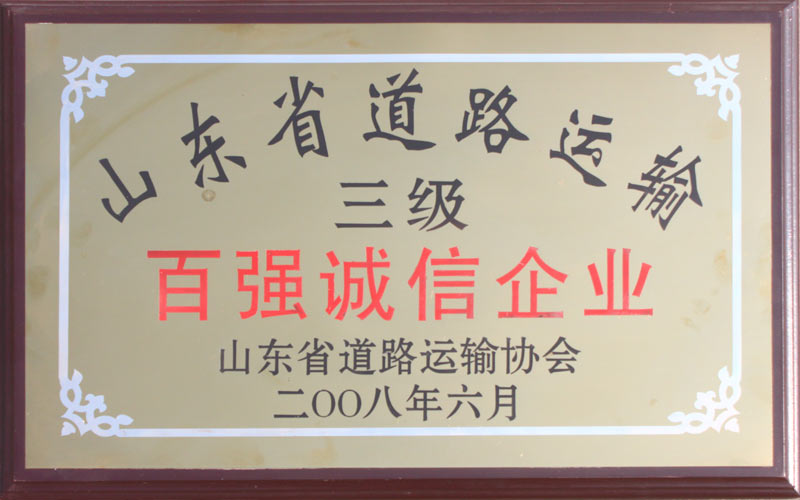 山东省道路运输
三级
百强诚信企业
山东省道路运输协会
二OO八年六月